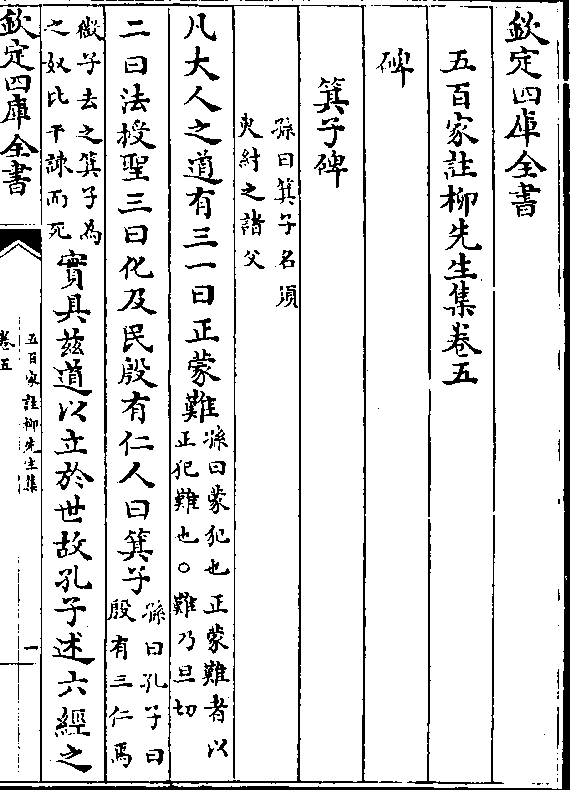 欽定四庫全書
五百家註柳先生集卷五
碑
箕子碑
孫曰箕子名須
臾紂之諸父
凡大人之道有三一曰正蒙難孫曰蒙犯也正蒙難者以正犯難也○難乃旦切
二曰法授聖三曰化及民殷有仁人曰箕子孫曰孔子曰殷有三仁焉
微子去之箕子為之奴比干諫而死實具茲道以立於世故孔子述六經之
欽定四庫全書
五百家註柳先生集
卷五
一